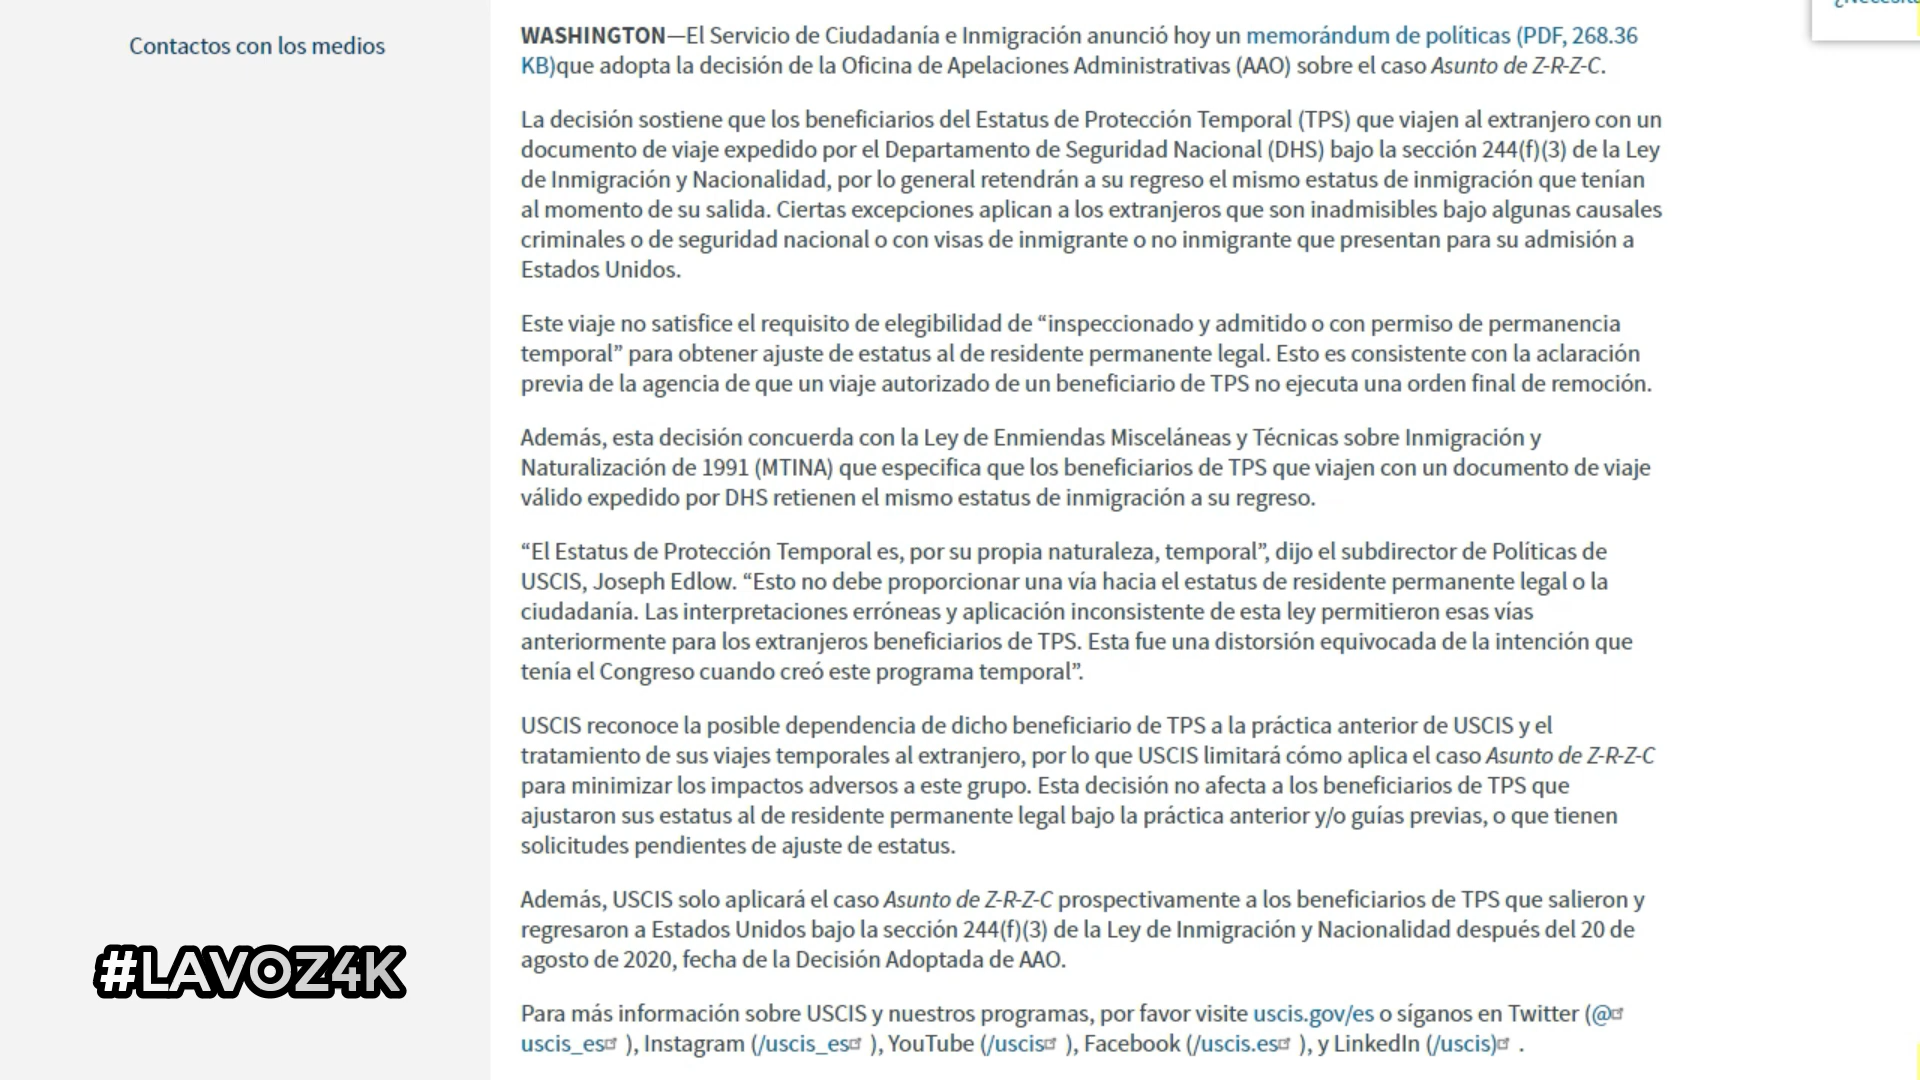 Contactos con los medios
WASHINGTON—El Servicio de Ciudadanía e Inmigración anunció hoy un memorándum de políticas (PDF, 268.36
KB)que adopta la decisión de la Oficina de Apelaciones Administrativas (AAO) sobre el caso Asunto de Z-R-Z-C.
La decisión sostiene que los beneficiarios del Estatus de Protección Temporal (TPS) que viajen al extranjero con un
documento de viaje expedido por el Departamento de Seguridad Nacional (DHS) bajo la sección 244(f)(3) de la Ley
de Inmigración y Nacionalidad, por lo general retendrán a su regreso el mismo estatus de inmigración que tenían
al momento de su salida. Ciertas excepciones aplican a los extranjeros que son inadmisibles bajo algunas causales
criminales o de seguridad nacional o con visas de inmigrante o no inmigrante que presentan para su admisión a
Estados Unidos.
Este viaje no satisfice el requisito de elegibilidad de “inspeccionado y admitido o con permiso de permanencia
temporal” para obtener ajuste de estatus al de residente permanente legal. Esto es consistente con la aclaración
previa de la agencia de que un viaje autorizado de un beneficiario de TPS no ejecuta una orden final de remoción.
Además, esta decisión concuerda con la Ley de Enmiendas Misceláneas y Técnicas sobre Inmigración y
Naturalización de 1991 (MTINA) que especifica que los beneficiarios de TPS que viajen con un documento de viaje
válido expedido por DHS retienen el mismo estatus de inmigración a su regreso.
“El Estatus de Protección Temporal es, por su propia naturaleza, temporal”, dijo el subdirector de Políticas de
USCIS, Joseph Edlow. “Esto no debe proporcionar una vía hacia el estatus de residente permanente legal o la
ciudadanía. Las interpretaciones erróneas y aplicación inconsistente de esta ley permitieron esas vías
anteriormente para los extranjeros beneficiarios de TPS. Esta fue una distorsión equivocada de la intención que
tenía el Congreso cuando creó este programa temporal”.
USCIS reconoce la posible dependencia de dicho beneficiario de TPS a la práctica anterior de USCIS y el
tratamiento de sus viajes temporales al extranjero, por lo que USCIS limitará cómo aplica el caso Asunto de Z-R-Z-C
para minimizar los impactos adversos a este grupo. Esta decisión no afecta a los beneficiarios de TPS que
ajustaron sus estatus al de residente permanente legal bajo la práctica anterior y/o guías previas, o que tienen
solicitudes pendientes de ajuste de estatus.
Además, USCIS solo aplicará el caso Asunto de Z-R-Z-C prospectivamente a los beneficiarios de TPS que salieron y
regresaron a Estados Unidos bajo la sección 244(f)(3) de la Ley de Inmigración y Nacionalidad después del 20 de
agosto de 2020, fecha de la Decisión Adoptada de AAO.
Para más información sobre USCIS y nuestros programas, por favor visite uscis.gov/es o síganos en Twitter (@
uscis_es ), Instagram (/uscis_es ), YouTube (/uscis ), Facebook (/uscis.es ), y LinkedIn (/uscis) .
#LAVOZ4K